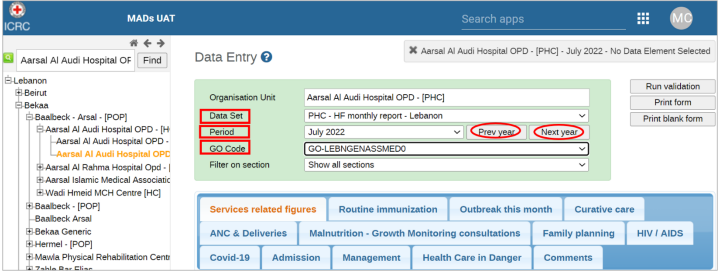 ICRC
MADs UAT
Search apps
MC
Aarsal Al Audi Hospital OF
Find
Lebanon
Beirut
Bekaa
Baalbeck - Arsal - [POP]
Aarsal Al Audi Hospital OPD - [H
Aarsal Al Audi Hospital OPD -
Aarsal Al Audi Hospital OPD
Aarsal Al Rahma Hospital Opd - [
Aarsal Islamic Medical Associatic
Wadi Hmeid MCH Centre [HC]
Baalbeck - [POP]
Baalbeck Arsal
Bekaa Generic
Hermel - [POP]
Mawla Physical Rehabilitation Centr
Zahle Bar Elias
Data Entry ?
✖ Aarsal Al Audi Hospital OPD - [PHC] - July 2022 - No Data Element Selected
Organisation Unit Aarsal Al Audi Hospital OPD - [PHC]
Data Set PHC - HF monthly report - Lebanon
Period July 2022 Prev year Next year
GO Code GO-LEBNGENASSMED0
Filter on section Show all sections
Run validation
Print form
Print blank form
Services related figures Routine immunization Outbreak this month Curative care
ANC & Deliveries Malnutrition - Growth Monitoring consultations Family planning HIV / AIDS
Covid-19 Admission Management Health Care in Danger Comments